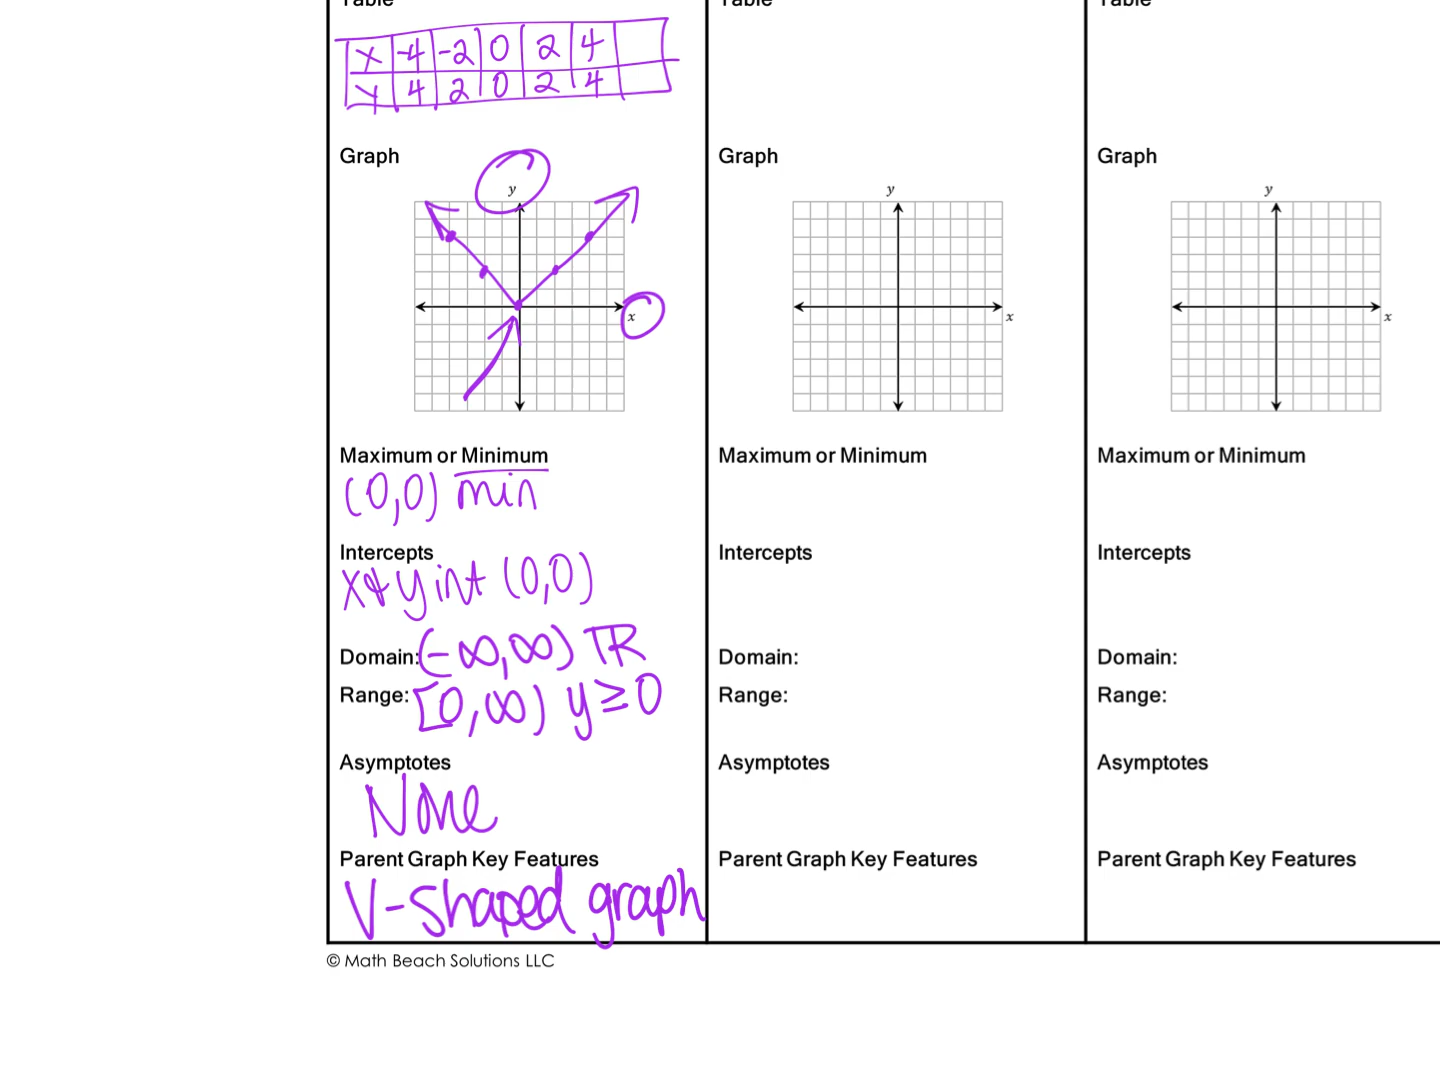 Table Table Table
x -4 -2 0 2 4
y 4 2 0 2 4
Graph Graph Graph
y y y
x x x
Maximum or Minimum Maximum or Minimum Maximum or Minimum
(0,0) min
Intercepts Intercepts Intercepts
x & y int (0,0)
Domain: (-∞,∞) ℝ Domain: Domain:
Range: [0,∞) y≥0 Range: Range:
Asymptotes Asymptotes Asymptotes
None
Parent Graph Key Features Parent Graph Key Features Parent Graph Key Features
V-shaped graph
© Math Beach Solutions LLC